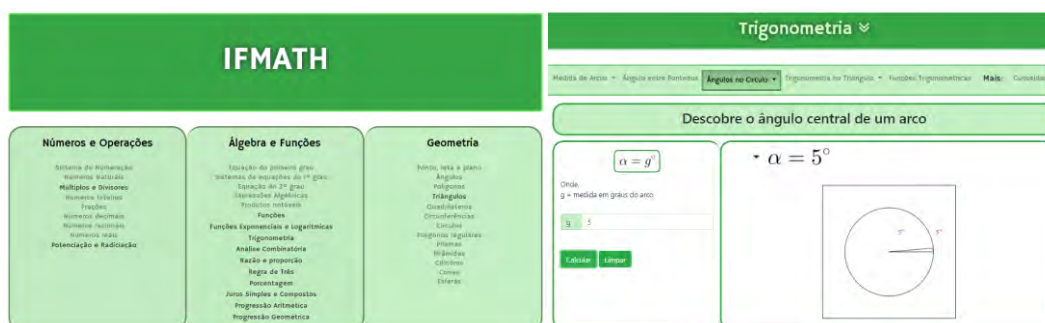 IFMATH
Números e Operações
Sistema de Numeração
Números Naturais
Múltiplos e Divisores
Números Inteiros
Frações
Números decimais
Números racionais
Números reais
Potenciação e Radiciação
Álgebra e Funções
Equação do primeiro grau
Sistemas de equações do 1º grau
Equação do 2º grau
Expressões Algébricas
Produtos notáveis
Funções
Funções Exponenciais e Logarítmicas
Trigonometria
Análise Combinatória
Razão e proporção
Regra de Três
Porcentagem
Juros Simples e Compostos
Progressão Aritmetica
Progressão Geometrica
Geometria
Ponto, reta e plano
Ângulos
Polígonos
Triângulos
Quadriláteros
Circunferências
Círculos
Polígonos regulares
Prismas
Pirâmides
Cilindros
Cones
Esferas
Trigonometria
Medida de Arcos
Ângulo entre Ponteiros
Ângulos no Círculo
Trigonometria no Triângulo
Funções Trigonométricas
Mais:
Descobre o ângulo central de um arco
α = g°
Onde,
g = medida em graus do arco.
g 5
Calcular Limpar
α = 5°
5° 5°